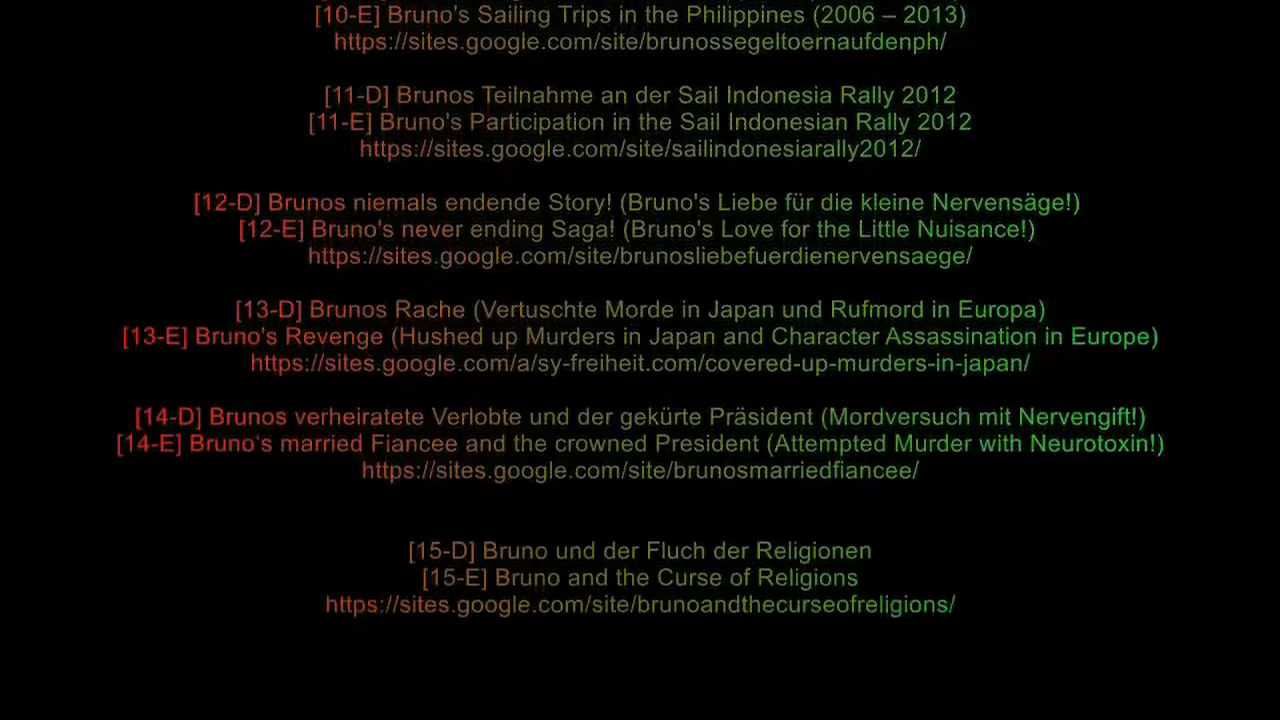 [10-E] Bruno's Sailing Trips in the Philippines (2006 – 2013)
https://sites.google.com/site/brunossegeltoernaufdenph/
[11-D] Brunos Teilnahme an der Sail Indonesia Rally 2012
[11-E] Bruno's Participation in the Sail Indonesian Rally 2012
https://sites.google.com/site/sailindonesiarally2012/
[12-D] Brunos niemals endende Story! (Bruno's Liebe für die kleine Nervensäge!)
[12-E] Bruno's never ending Saga! (Bruno's Love for the Little Nuisance!)
https://sites.google.com/site/brunosliebefuerdienervensaege/
[13-D] Brunos Rache (Vertuschte Morde in Japan und Rufmord in Europa)
[13-E] Bruno's Revenge (Hushed up Murders in Japan and Character Assassination in Europe)
https://sites.google.com/a/sy-freiheit.com/covered-up-murders-in-japan/
[14-D] Brunos verheiratete Verlobte und der gekürte Präsident (Mordversuch mit Nervengift!)
[14-E] Bruno‘s married Fiancee and the crowned President (Attempted Murder with Neurotoxin!)
https://sites.google.com/site/brunosmarriedfiancee/
[15-D] Bruno und der Fluch der Religionen
[15-E] Bruno and the Curse of Religions
https://sites.google.com/site/brunoandthecurseofreligions/